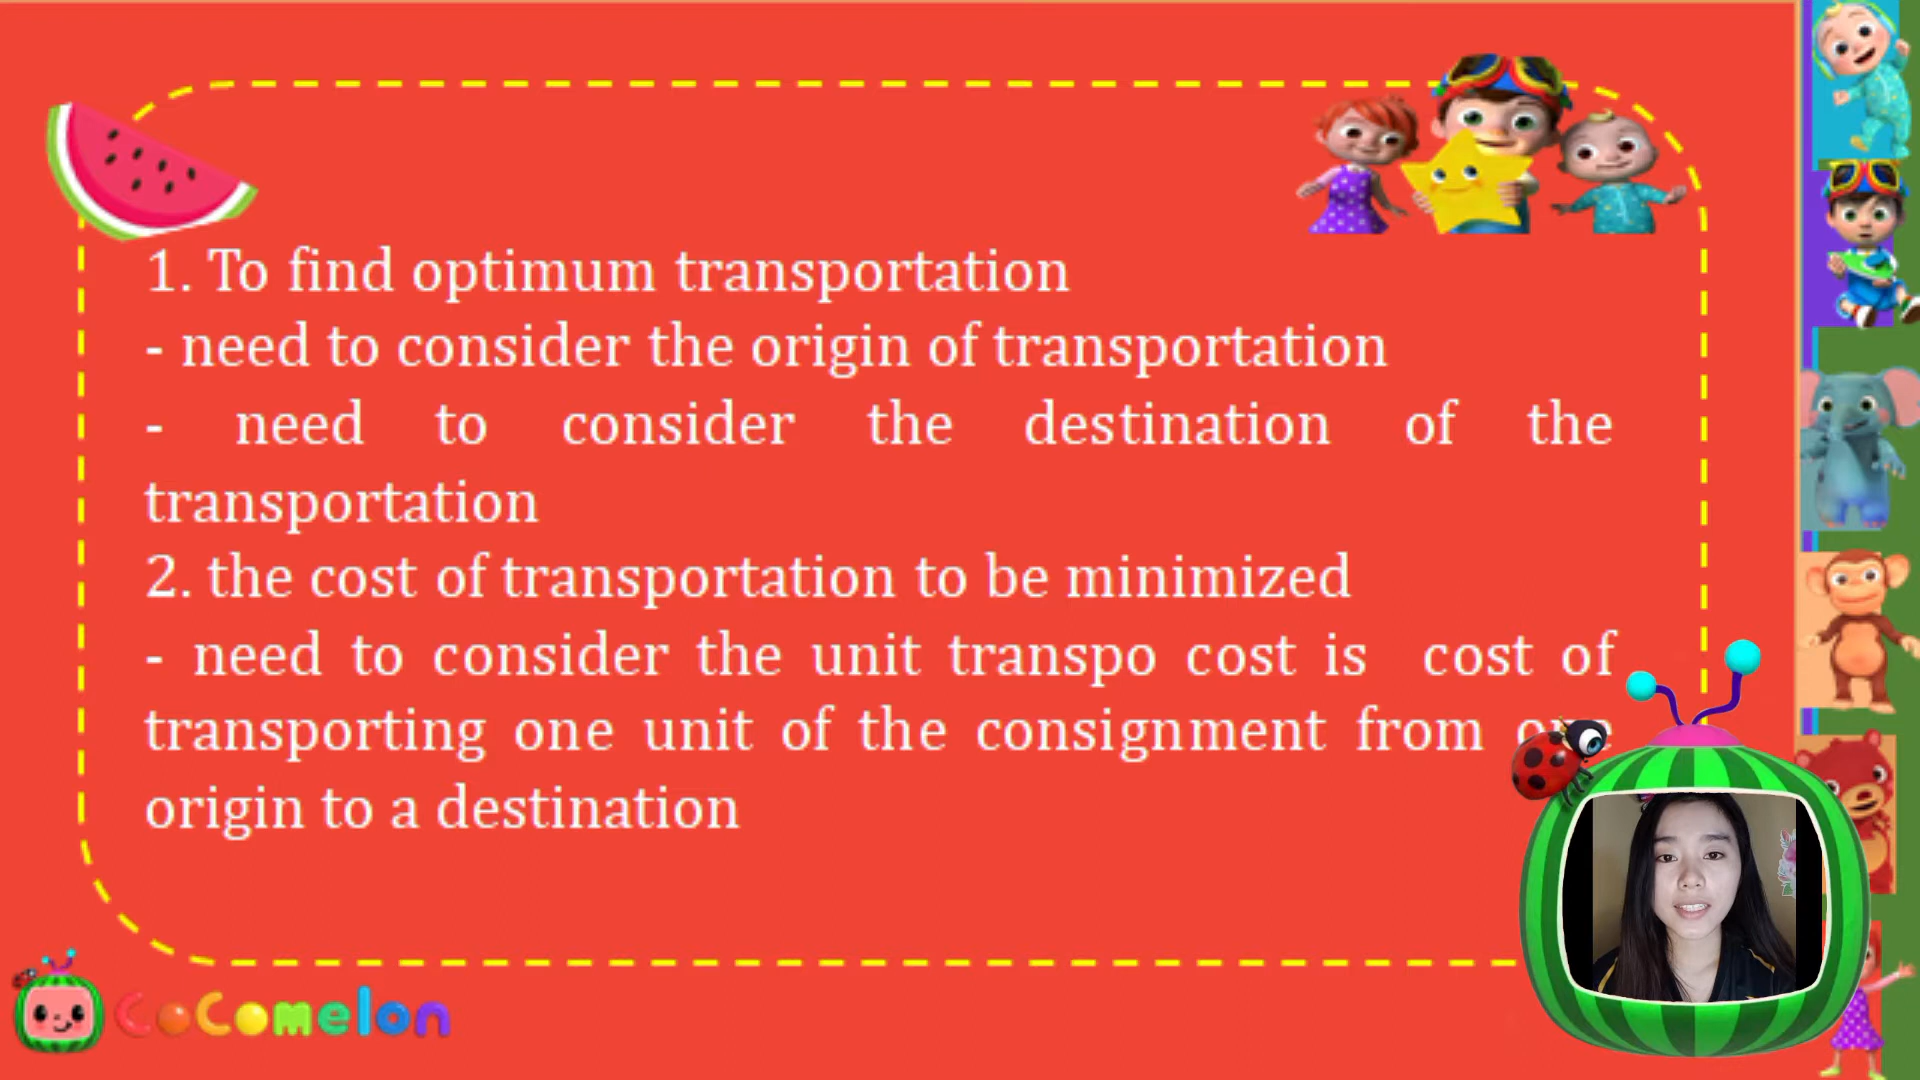 1. To find optimum transportation
- need to consider the origin of transportation
- need to consider the destination of the
transportation
2. the cost of transportation to be minimized
- need to consider the unit transpo cost is cost of
transporting one unit of the consignment from one
origin to a destination
CoComelon